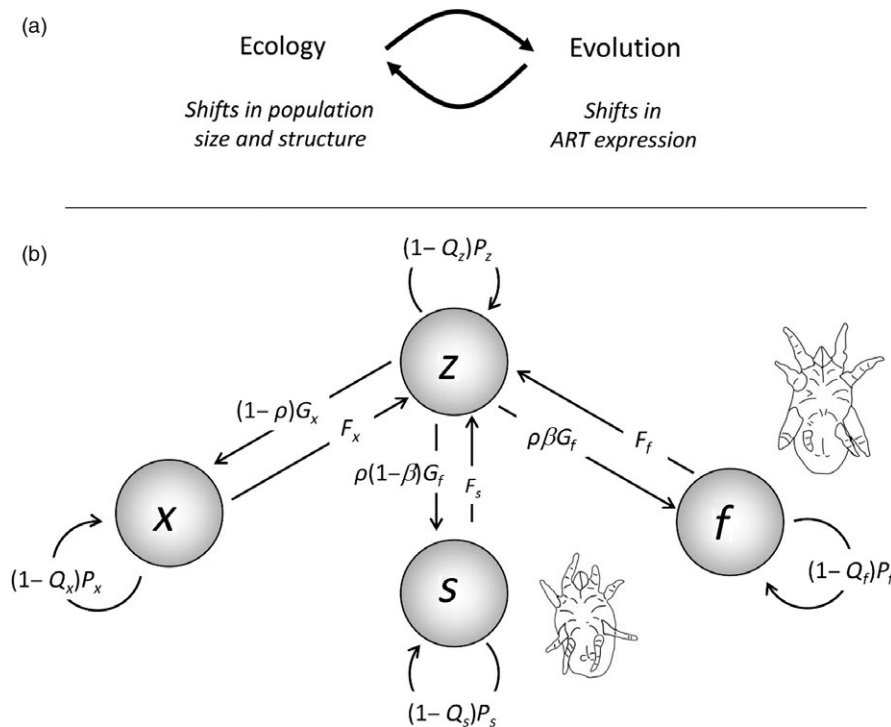 (a)
Ecology
Evolution
Shifts in population
size and structure
Shifts in
ART expression
(b)
(1– Q_z)P_z
z
(1– ρ)G_x
F_x
ρ(1–β)G_f
F_s
ρβG_f
F_f
x
f
(1– Q_x)P_x
(1– Q_f)P_f
s
(1– Q_s)P_s